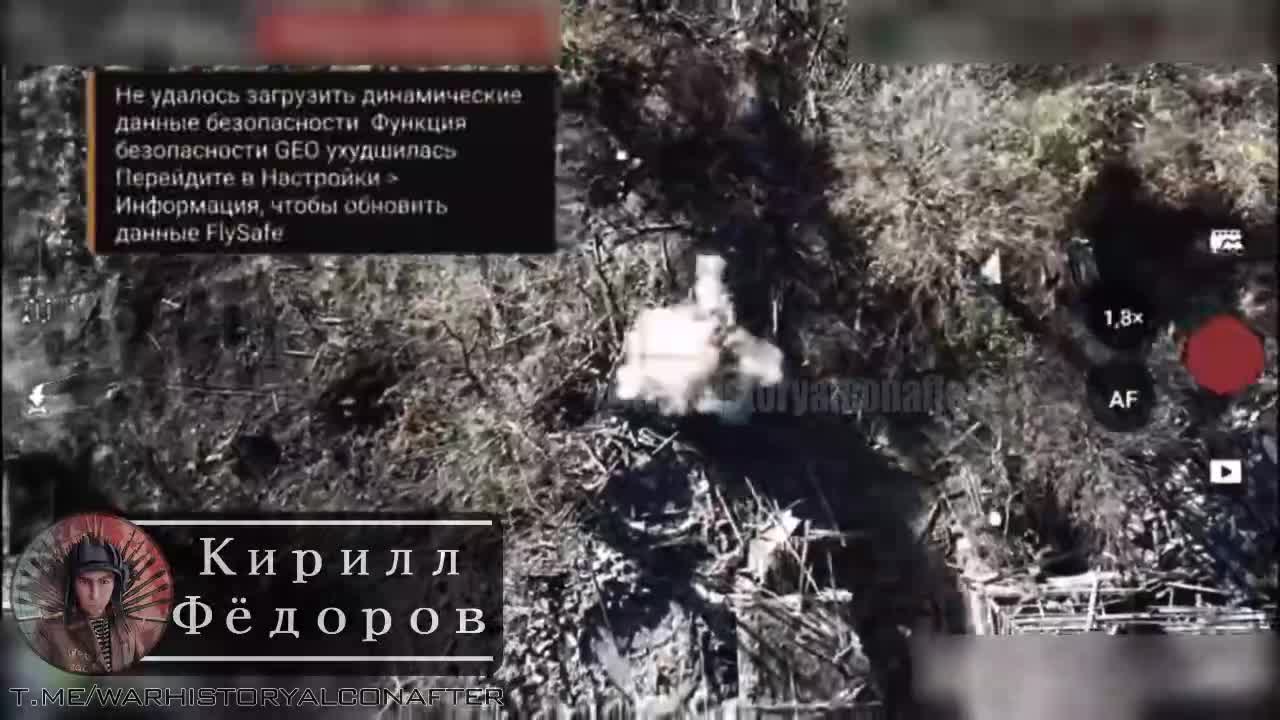 Не удалось загрузить динамические
данные безопасности Функция
безопасности GEO ухудшилась
Перейдите в Настройки >
Информация, чтобы обновить
данные FlySafe
1,8×
AF
Кирилл
Фёдоров
T.ME/WARHISTORYALCONAFTER